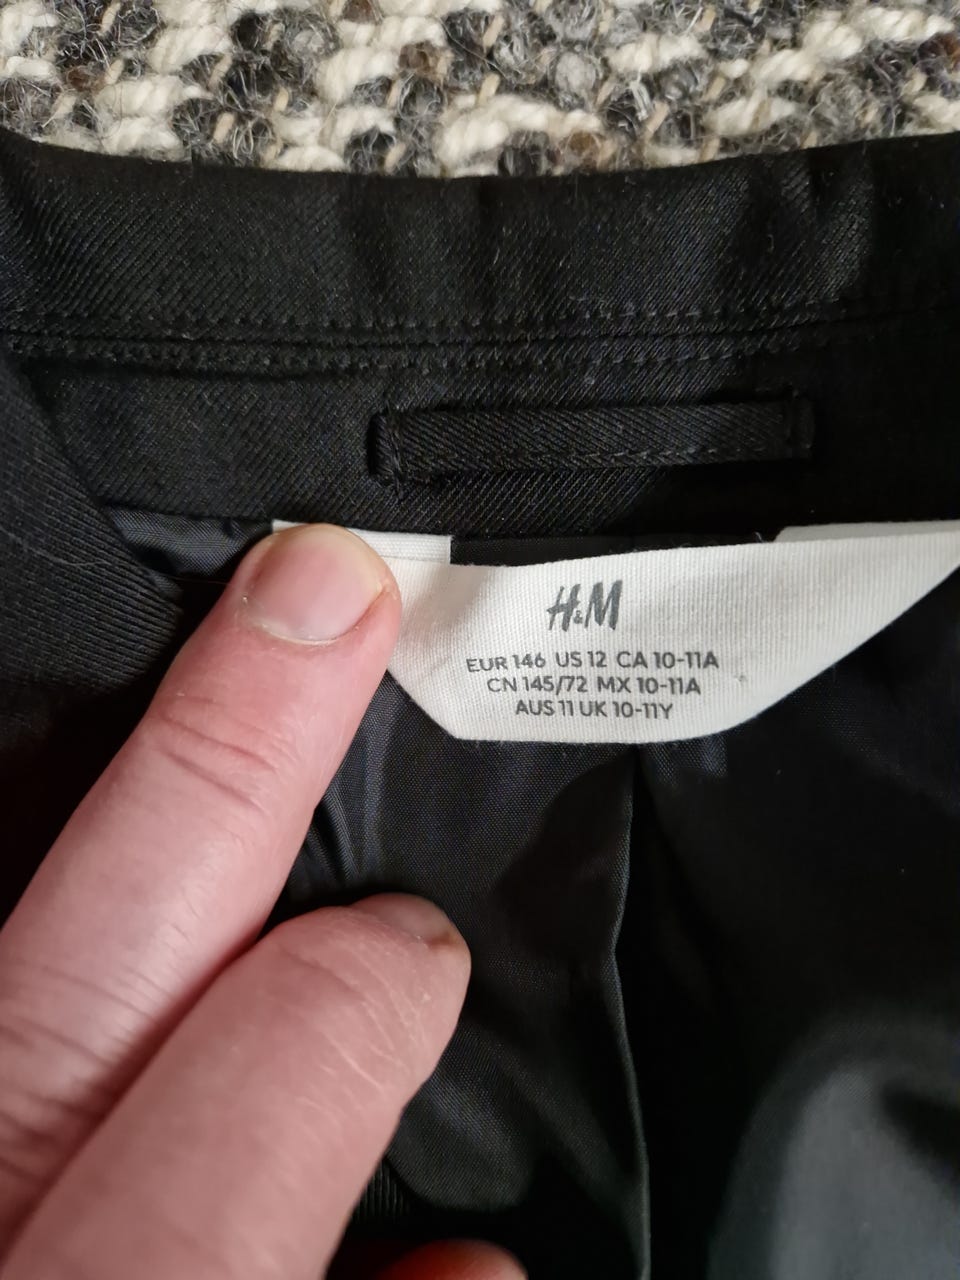 H&M
EUR 146 US 12 CA 10-11A
CN 145/72 MX 10-11A
AUS 11 UK 10-11Y